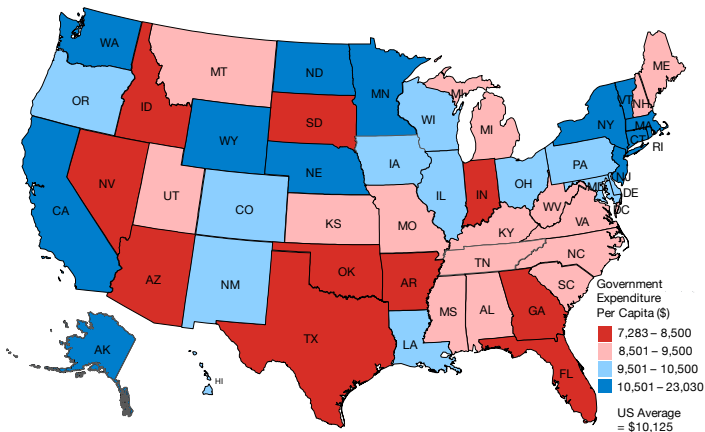 WA
OR
CA
NV
ID
MT
WY
UT
AZ
CO
NM
ND
SD
NE
KS
OK
TX
MN
IA
MO
AR
LA
WI
IL
MI
MI
IN
OH
KY
TN
MS
AL
GA
FL
SC
NC
VA
WV
PA
NY
VT
NH
ME
MA
CT
RI
NJ
MD
DE
DC
AK
HI
Government
Expenditure
Per Capita ($)
7,283 – 8,500
8,501 – 9,500
9,501 – 10,500
10,501 – 23,030
US Average
= $10,125